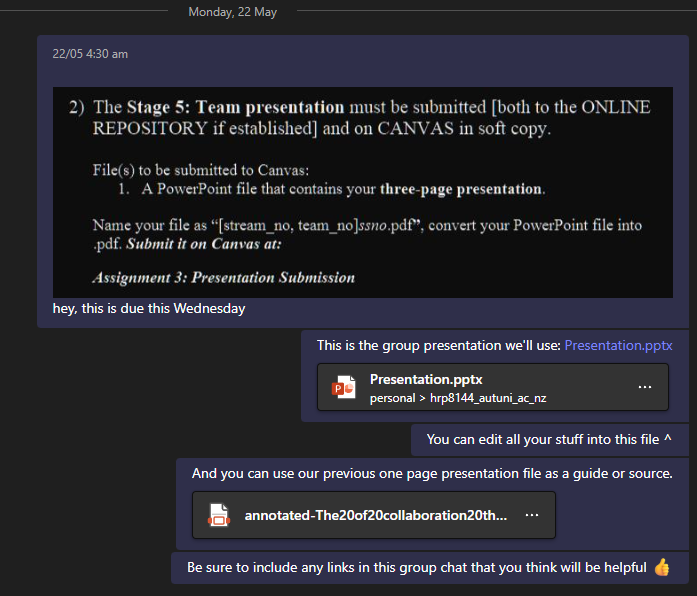 Monday, 22 May
22/05 4:30 am
2) The Stage 5: Team presentation must be submitted [both to the ONLINE
REPOSITORY if established] and on CANVAS in soft copy.
File(s) to be submitted to Canvas:
1. A PowerPoint file that contains your three-page presentation.
Name your file as “[stream_no, team_no]ssno.pdf”, convert your PowerPoint file into
.pdf. Submit it on Canvas at:
Assignment 3: Presentation Submission
hey, this is due this Wednesday
This is the group presentation we'll use: Presentation.pptx
Presentation.pptx
personal > hrp8144_autuni_ac_nz
You can edit all your stuff into this file ^
And you can use our previous one page presentation file as a guide or source.
annotated-The20of20collaboration20th...
Be sure to include any links in this group chat that you think will be helpful 👍